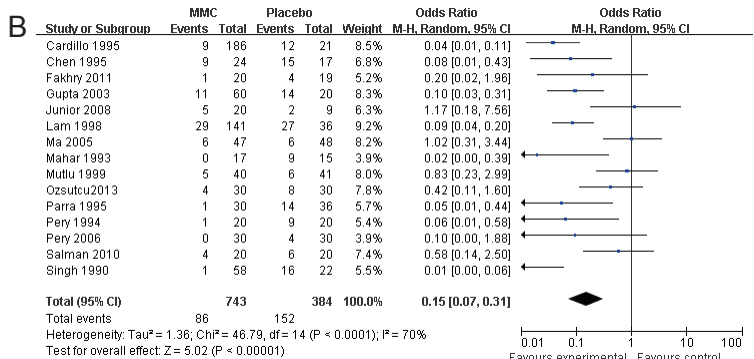 B
MMC Placebo Odds Ratio Odds Ratio
Study or Subgroup Events Total Events Total Weight M-H, Random, 95% CI M-H, Random, 95% CI
Cardillo 1995 9 186 12 21 8.5% 0.04 [0.01, 0.11]
Chen 1995 9 24 15 17 5.8% 0.08 [0.01, 0.43]
Fakhry 2011 1 20 4 19 5.2% 0.20 [0.02, 1.96]
Gupta 2003 11 60 14 20 8.0% 0.10 [0.03, 0.31]
Junior 2008 5 20 2 9 5.3% 1.17 [0.18, 7.56]
Lam 1998 29 141 27 36 9.2% 0.09 [0.04, 0.20]
Ma 2005 6 47 6 48 8.2% 1.02 [0.31, 3.44]
Mahar 1993 0 17 9 15 3.9% 0.02 [0.00, 0.39]
Mutlu 1999 5 40 6 41 8.0% 0.83 [0.23, 2.99]
Ozsutcu2013 4 30 8 30 7.8% 0.42 [0.11, 1.60]
Parra 1995 1 30 14 36 5.7% 0.05 [0.01, 0.44]
Pery 1994 1 20 9 20 5.5% 0.06 [0.01, 0.58]
Pery 2006 0 30 4 30 3.9% 0.10 [0.00, 1.88]
Salman 2010 4 20 6 20 7.4% 0.58 [0.14, 2.50]
Singh 1990 1 58 16 22 5.5% 0.01 [0.00, 0.06]
Total (95% CI) 743 384 100.0% 0.15 [0.07, 0.31]
Total events 86 152
Heterogeneity: Tau² = 1.36; Chi² = 46.79, df = 14 (P < 0.0001); I² = 70%
Test for overall effect: Z = 5.02 (P < 0.00001)
0.01 0.1 1 10 100
Favours experimental Favours control